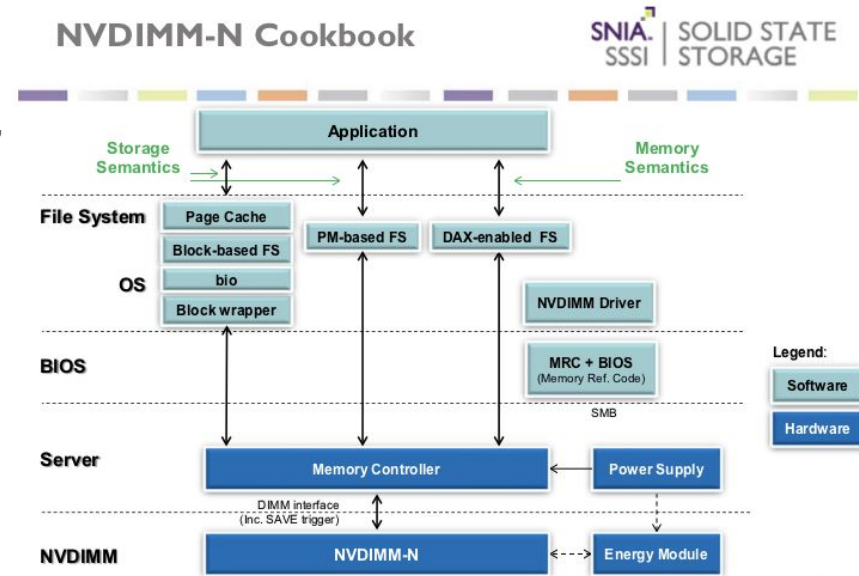 NVDIMM-N Cookbook
SNIA.
SSSI
SOLID STATE
STORAGE
Application
Storage
Semantics
Memory
Semantics
File System
Page Cache
PM-based FS
DAX-enabled FS
Block-based FS
OS
bio
Block wrapper
NVDIMM Driver
BIOS
MRC + BIOS
(Memory Ref. Code)
Legend:
Software
Hardware
SMB
Server
Memory Controller
Power Supply
DIMM interface
(Inc. SAVE trigger)
NVDIMM
NVDIMM-N
Energy Module